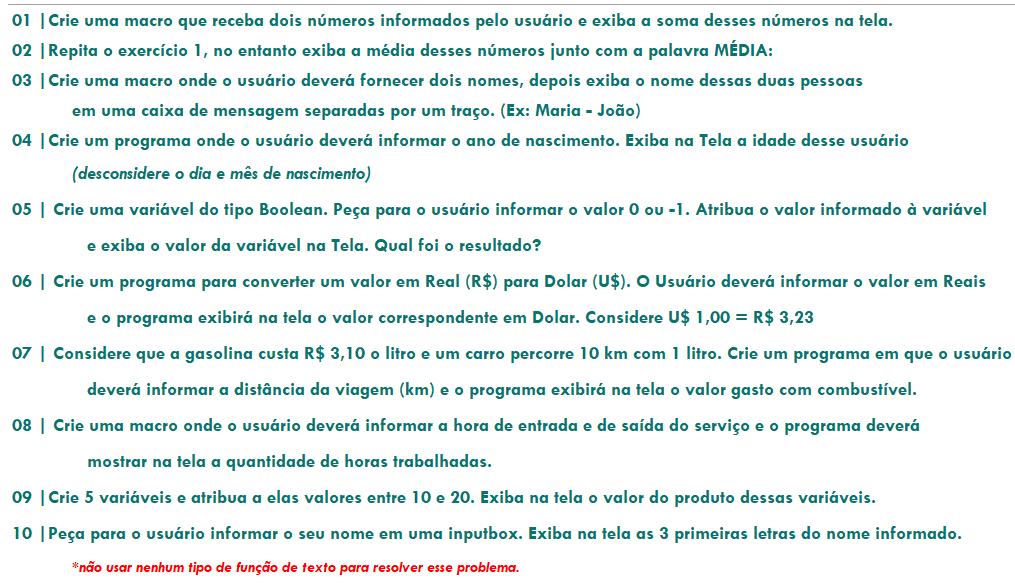 01 |Crie uma macro que receba dois números informados pelo usuário e exiba a soma desses números na tela.
02 |Repita o exercício 1, no entanto exiba a média desses números junto com a palavra MÉDIA:
03 |Crie uma macro onde o usuário deverá fornecer dois nomes, depois exiba o nome dessas duas pessoas
em uma caixa de mensagem separadas por um traço. (Ex: Maria - João)
04 |Crie um programa onde o usuário deverá informar o ano de nascimento. Exiba na Tela a idade desse usuário
(desconsidere o dia e mês de nascimento)
05 | Crie uma variável do tipo Boolean. Peça para o usuário informar o valor 0 ou -1. Atribua o valor informado à variável
e exiba o valor da variável na Tela. Qual foi o resultado?
06 | Crie um programa para converter um valor em Real (R$) para Dolar (U$). O Usuário deverá informar o valor em Reais
e o programa exibirá na tela o valor correspondente em Dolar. Considere U$ 1,00 = R$ 3,23
07 | Considere que a gasolina custa R$ 3,10 o litro e um carro percorre 10 km com 1 litro. Crie um programa em que o usuário
deverá informar a distância da viagem (km) e o programa exibirá na tela o valor gasto com combustível.
08 | Crie uma macro onde o usuário deverá informar a hora de entrada e de saída do serviço e o programa deverá
mostrar na tela a quantidade de horas trabalhadas.
09 |Crie 5 variáveis e atribua a elas valores entre 10 e 20. Exiba na tela o valor do produto dessas variáveis.
10 |Peça para o usuário informar o seu nome em uma inputbox. Exiba na tela as 3 primeiras letras do nome informado.
*não usar nenhum tipo de função de texto para resolver esse problema.